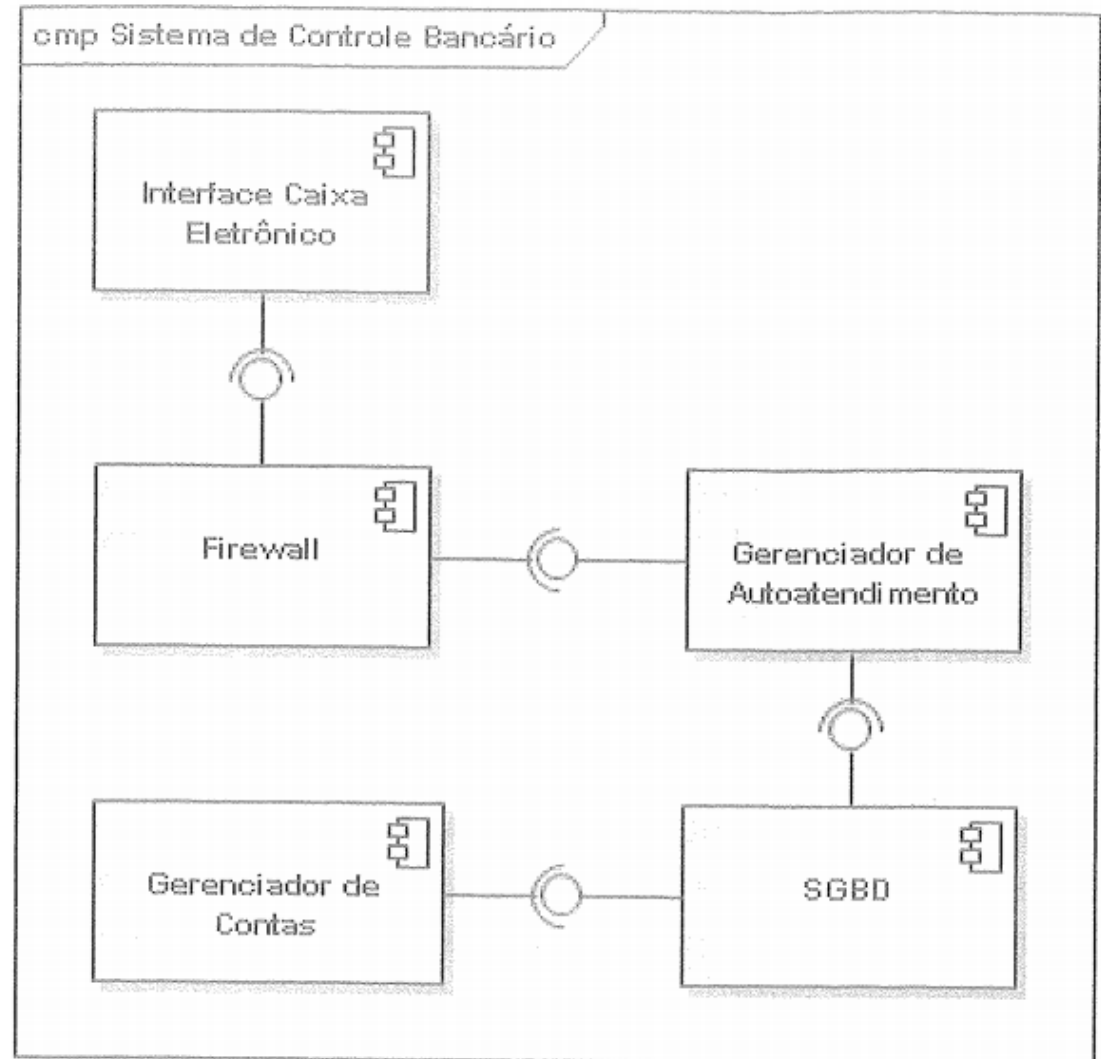 cmp Sistema de Controle Bancário
Interface Caixa
Eletrônico
Firewall
Gerenciador de
Autoatendimento
Gerenciador de
Contas
SGBD